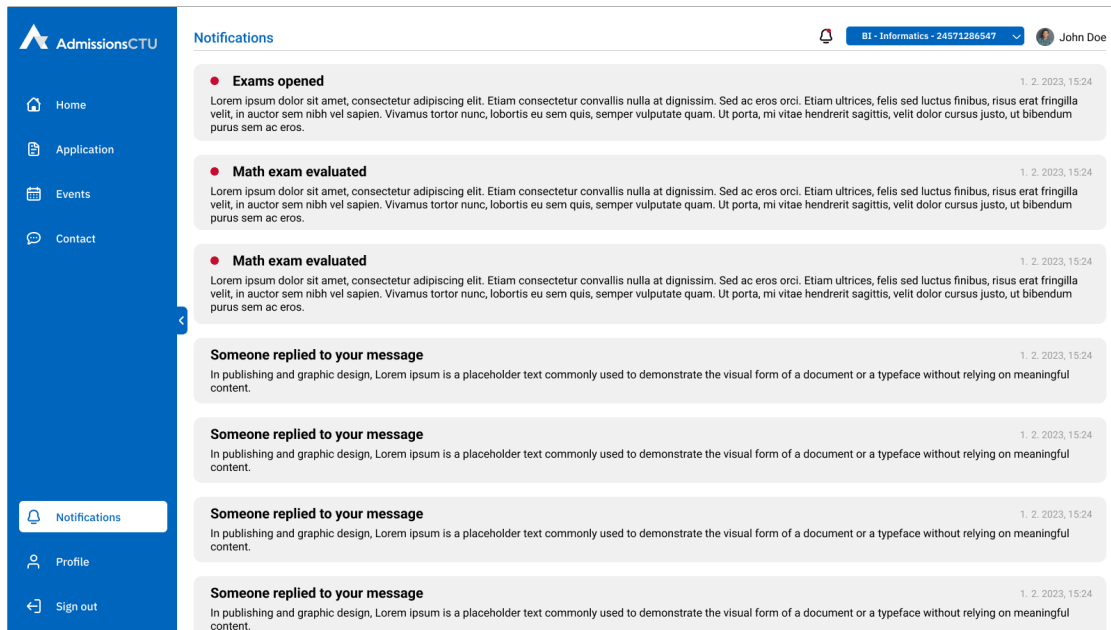 AdmissionsCTU
Home
Application
Events
Contact
Notifications
Profile
Sign out
Notifications
BI - Informatics - 24571286547
John Doe
Exams opened
1. 2. 2023, 15:24
Lorem ipsum dolor sit amet, consectetur adipiscing elit. Etiam consectetur convallis nulla at dignissim. Sed ac eros orci. Etiam ultrices, felis sed luctus finibus, risus erat fringilla
velit, in auctor sem nibh vel sapien. Vivamus tortor nunc, lobortis eu sem quis, semper vulputate quam. Ut porta, mi vitae hendrerit sagittis, velit dolor cursus justo, ut bibendum
purus sem ac eros.
Math exam evaluated
1. 2. 2023, 15:24
Lorem ipsum dolor sit amet, consectetur adipiscing elit. Etiam consectetur convallis nulla at dignissim. Sed ac eros orci. Etiam ultrices, felis sed luctus finibus, risus erat fringilla
velit, in auctor sem nibh vel sapien. Vivamus tortor nunc, lobortis eu sem quis, semper vulputate quam. Ut porta, mi vitae hendrerit sagittis, velit dolor cursus justo, ut bibendum
purus sem ac eros.
Math exam evaluated
1. 2. 2023, 15:24
Lorem ipsum dolor sit amet, consectetur adipiscing elit. Etiam consectetur convallis nulla at dignissim. Sed ac eros orci. Etiam ultrices, felis sed luctus finibus, risus erat fringilla
velit, in auctor sem nibh vel sapien. Vivamus tortor nunc, lobortis eu sem quis, semper vulputate quam. Ut porta, mi vitae hendrerit sagittis, velit dolor cursus justo, ut bibendum
purus sem ac eros.
Someone replied to your message
1. 2. 2023, 15:24
In publishing and graphic design, Lorem ipsum is a placeholder text commonly used to demonstrate the visual form of a document or a typeface without relying on meaningful
content.
Someone replied to your message
1. 2. 2023, 15:24
In publishing and graphic design, Lorem ipsum is a placeholder text commonly used to demonstrate the visual form of a document or a typeface without relying on meaningful
content.
Someone replied to your message
1. 2. 2023, 15:24
In publishing and graphic design, Lorem ipsum is a placeholder text commonly used to demonstrate the visual form of a document or a typeface without relying on meaningful
content.
Someone replied to your message
1. 2. 2023, 15:24
In publishing and graphic design, Lorem ipsum is a placeholder text commonly used to demonstrate the visual form of a document or a typeface without relying on meaningful
content.